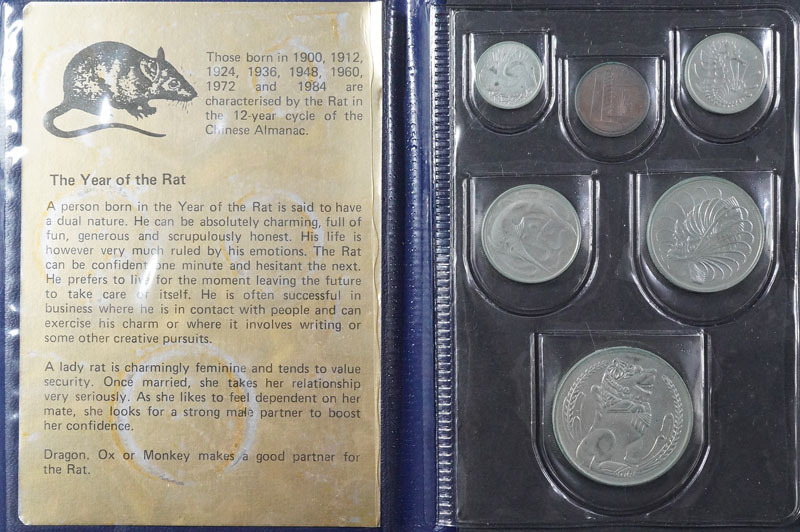 Those born in 1900, 1912,
1924, 1936, 1948, 1960,
1972 and 1984 are
characterised by the Rat in
the 12-year cycle of the
Chinese Almanac.
The Year of the Rat
A person born in the Year of the Rat is said to have
a dual nature. He can be absolutely charming, full of
fun, generous and scrupulously honest. His life is
however very much ruled by his emotions. The Rat
can be confident one minute and hesitant the next.
He prefers to live for the moment leaving the future
to take care of itself. He is often successful in
business where he is in contact with people and can
exercise his charm or where it involves writing or
some other creative pursuits.
A lady rat is charmingly feminine and tends to value
security. Once married, she takes her relationship
very seriously. As she likes to feel dependent on her
mate, she looks for a strong male partner to boost
her confidence.
Dragon. Ox or Monkey makes a good partner for
the Rat.